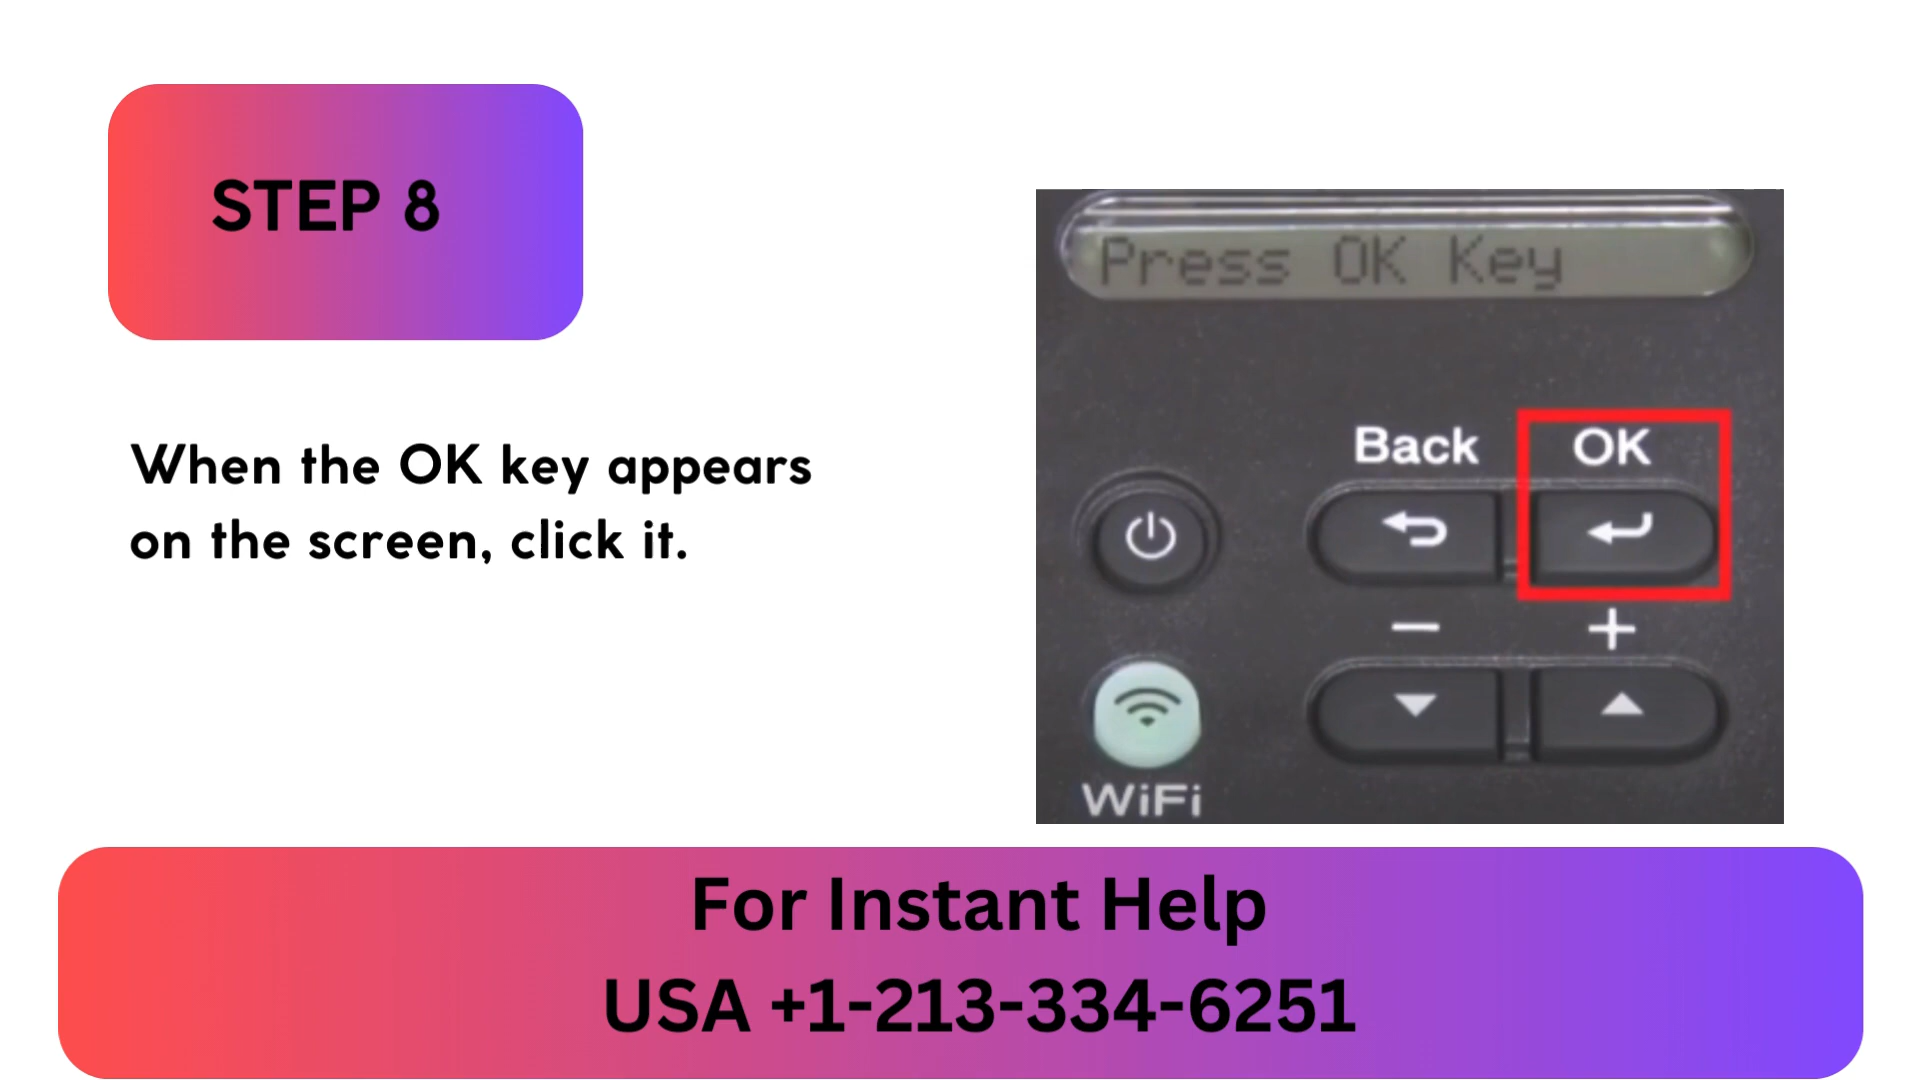 STEP 8
When the OK key appears
on the screen, click it.
Press OK Key
Back OK
WiFi
For Instant Help
USA +1-213-334-6251